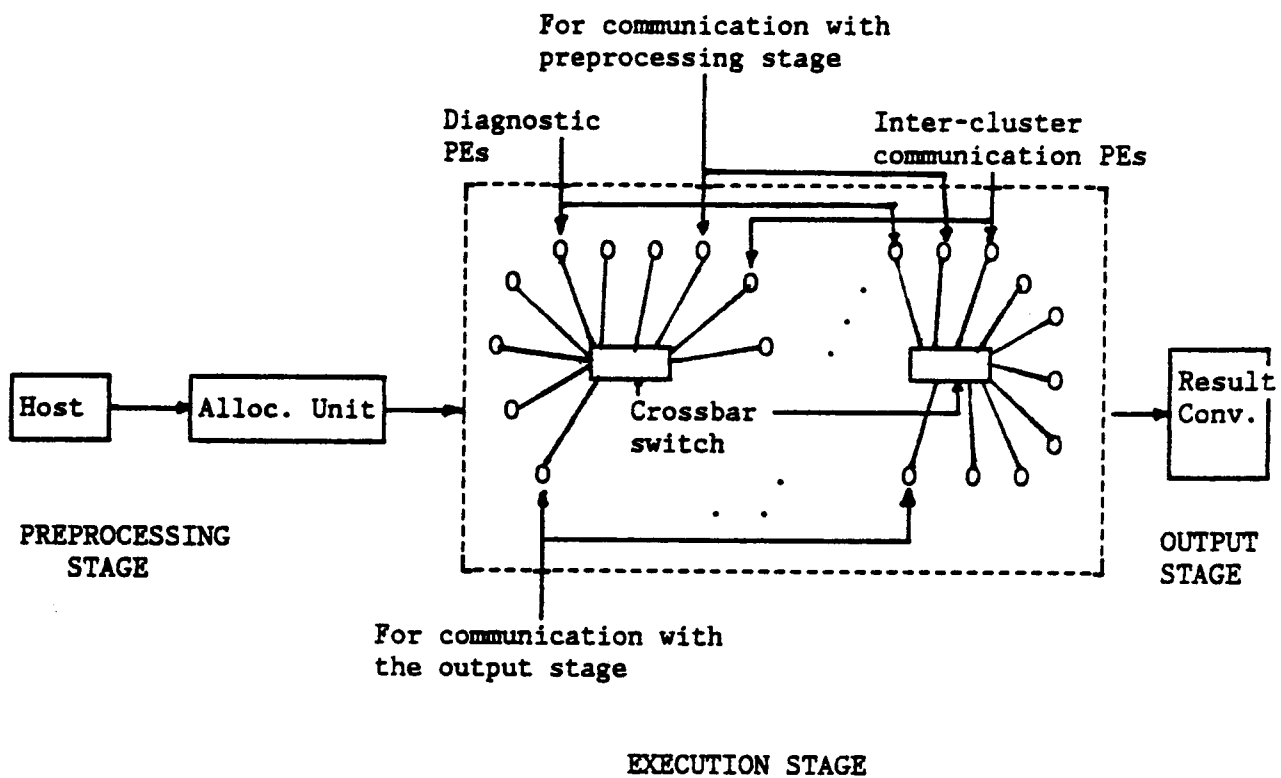 For communication with
preprocessing stage
Diagnostic
PEs
Inter-cluster
communication PEs
Host
Alloc. Unit
Crossbar
switch
Result
Conv.
PREPROCESSING
STAGE
OUTPUT
STAGE
For communication with
the output stage
EXECUTION STAGE